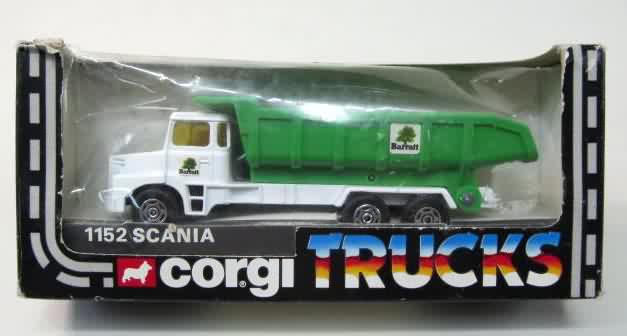 Barratt
Barratt
1152 SCANIA
CORGI® TRUCKS